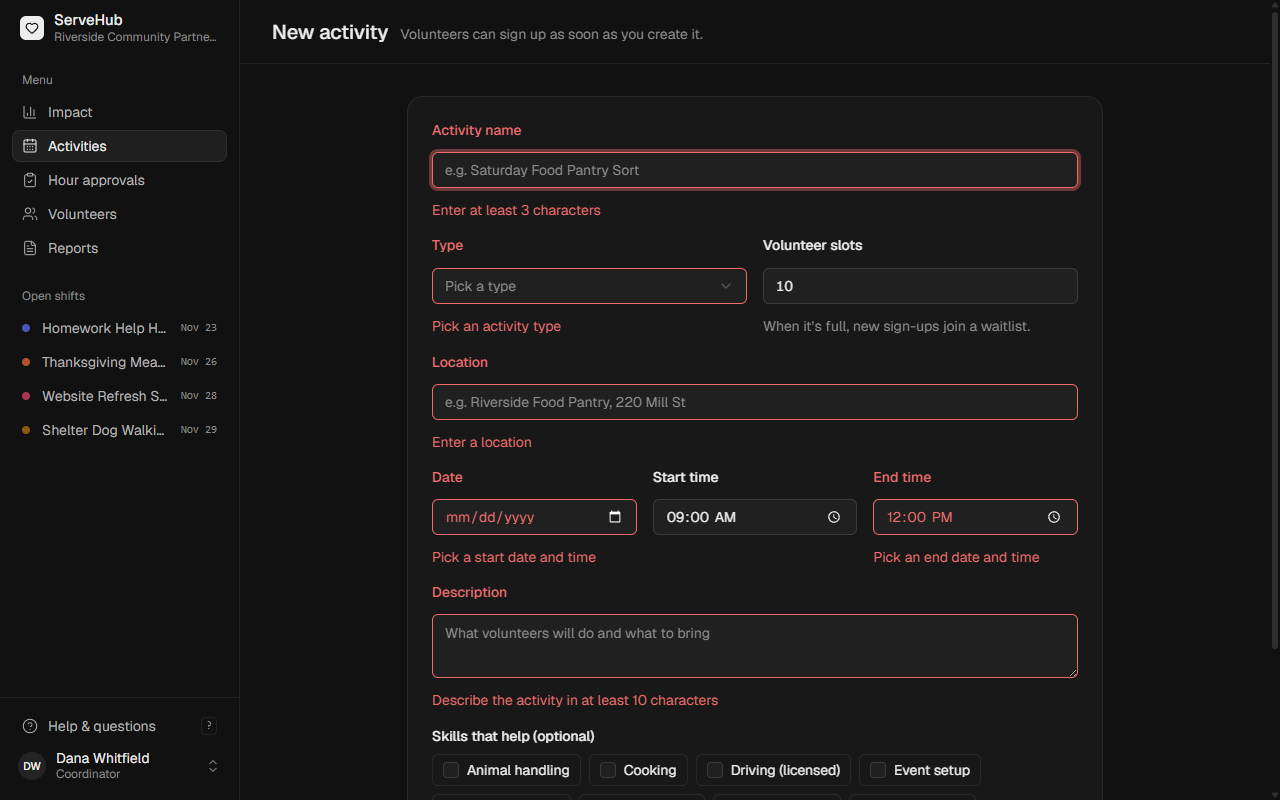 ServeHub
Riverside Community Partne...
Menu
Impact
Activities
Hour approvals
Volunteers
Reports
Open shifts
Homework Help H... Nov 23
Thanksgiving Mea... Nov 26
Website Refresh S... Nov 28
Shelter Dog Walki... Nov 29
Help & questions ?
DW
Dana Whitfield
Coordinator
New activity Volunteers can sign up as soon as you create it.
Activity name
e.g. Saturday Food Pantry Sort
Enter at least 3 characters
Type Volunteer slots
Pick a type 10
Pick an activity type When it's full, new sign-ups join a waitlist.
Location
e.g. Riverside Food Pantry, 220 Mill St
Enter a location
Date Start time End time
mm/dd/yyyy 09:00 AM 12:00 PM
Pick a start date and time Pick an end date and time
Description
What volunteers will do and what to bring
Describe the activity in at least 10 characters
Skills that help (optional)
Animal handling Cooking Driving (licensed) Event setup